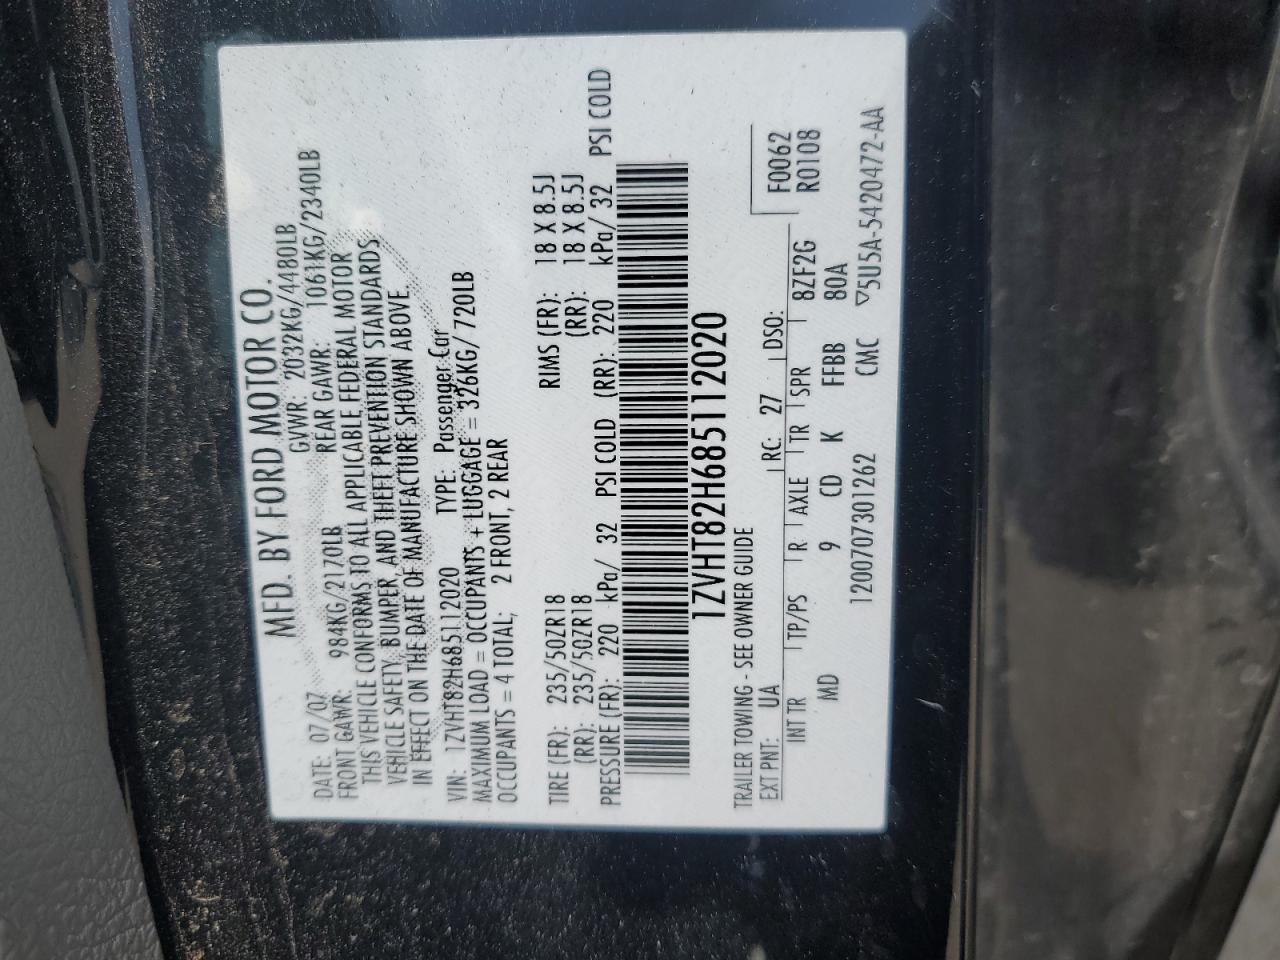 MFD. BY FORD MOTOR CO.
DATE: 07/07 GVWR: 2032KG/4480LB
FRONT GAWR: 984KG/2170LB REAR GAWR: 1061KG/2340LB
THIS VEHICLE CONFORMS TO ALL APPLICABLE FEDERAL MOTOR
VEHICLE SAFETY, BUMPER, AND THEFT PREVENTION STANDARDS
IN EFFECT ON THE DATE OF MANUFACTURE SHOWN ABOVE.
VIN: 1ZVHT82H685112020 TYPE: Passenger Car
MAXIMUM LOAD = OCCUPANTS + LUGGAGE = 326KG/720LB
OCCUPANTS = 4 TOTAL; 2 FRONT, 2 REAR
TIRE (FR): 235/50ZR18 RIMS (FR): 18 X 8.5J
(RR): 235/50ZR18 (RR): 18 X 8.5J
PRESSURE (FR): 220 kPa/ 32 PSI COLD (RR): 220 kPa/ 32 PSI COLD
1ZVHT82H685112020
TRAILER TOWING - SEE OWNER GUIDE
EXT PNT: UA RC: 27 DSO: F0062
INT TR TP/PS R AXLE TR SPR 8ZF2G R0108
MD 9 CD K FFBB 80A
120070730126​2 CMC ▽5U5A-5420472-AA